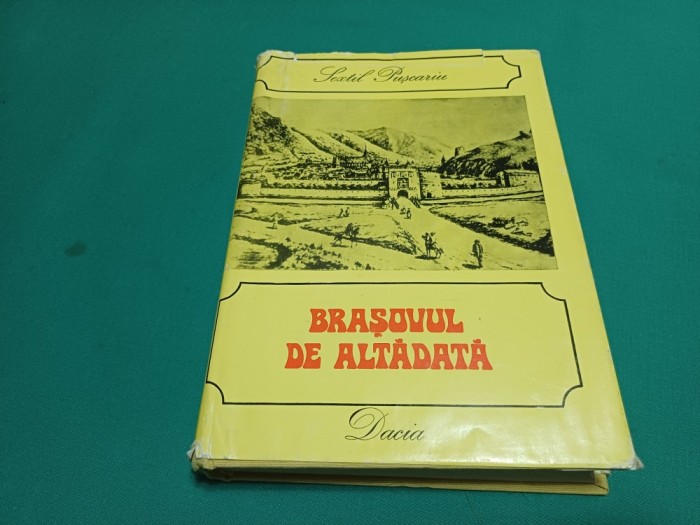 Sextil Pușcariu
BRAȘOVUL
DE ALTĂDATĂ
Dacia